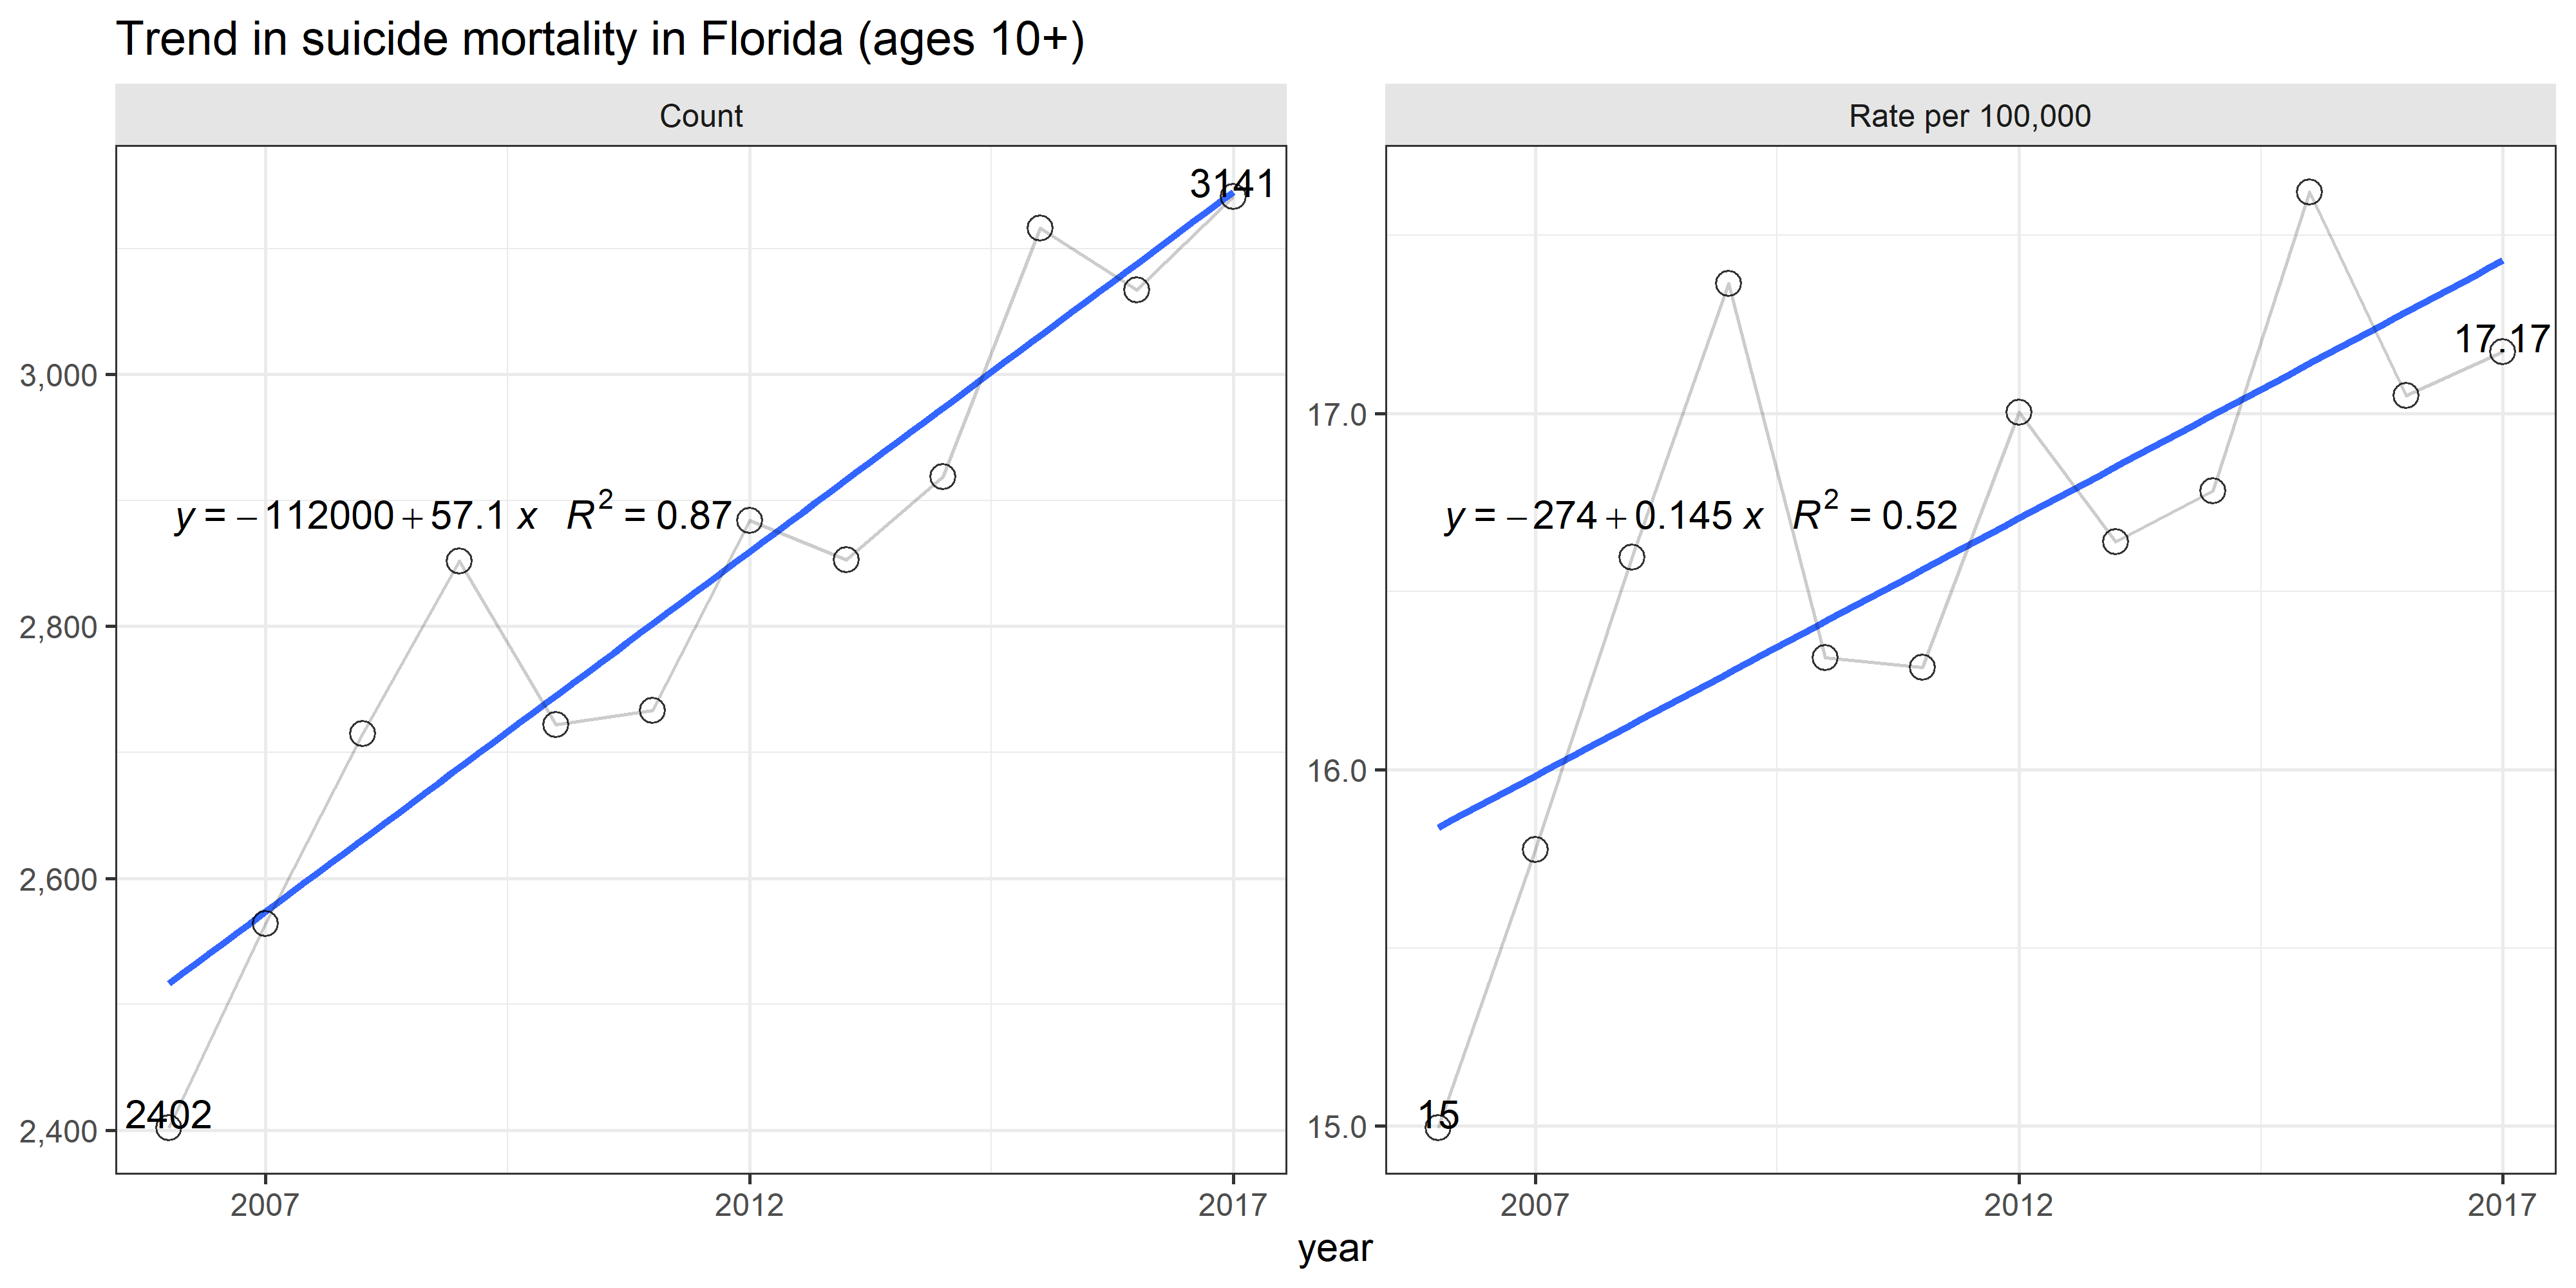 Trend in suicide mortality in Florida (ages 10+)
Count
Rate per 100,000
3,000
2,800
2,600
2,400
3141
y = −112000 + 57.1 x R² = 0.87
2402
2007 2012 2017
17.0
16.0
15.0
17.17
y = −274 + 0.145 x R² = 0.52
15
2007 2012 2017
year